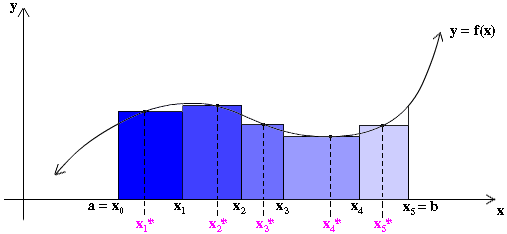 y
y = f(x)
a = x₀ x₁ x₂ x₃ x₄ x₅ = b x
x₁* x₂* x₃* x₄* x₅*